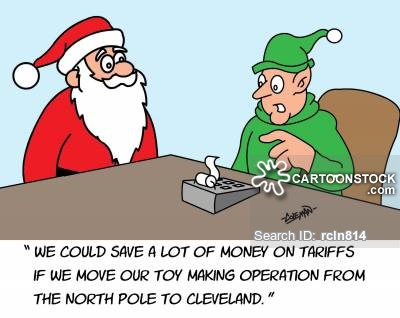 CARTOONSTOCK
.com
COLEMAN
Search ID: rcln814
" WE COULD SAVE A LOT OF MONEY ON TARIFFS
IF WE MOVE OUR TOY MAKING OPERATION FROM
THE NORTH POLE TO CLEVELAND. "